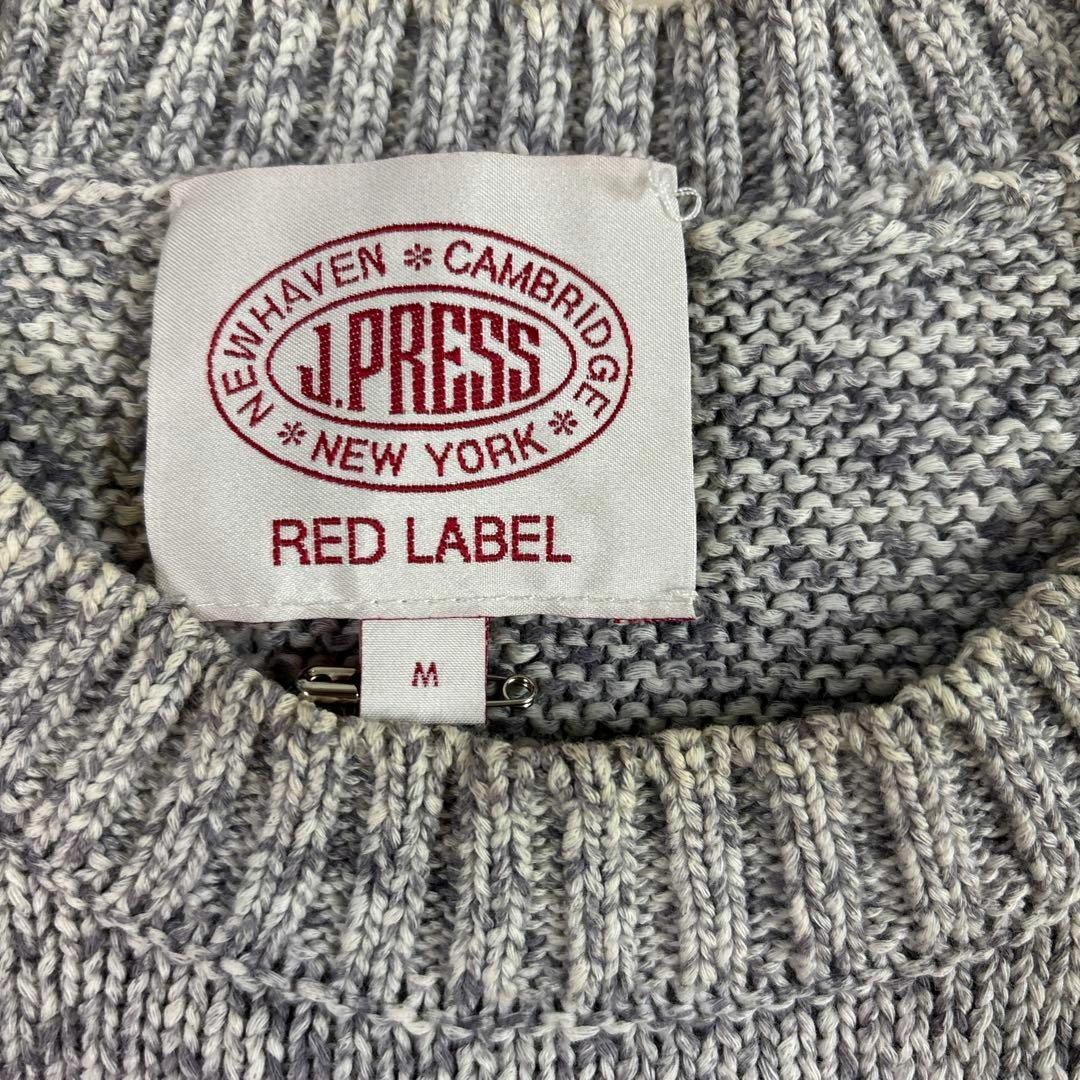 NEWHAVEN * CAMBRIDGE
J.PRESS
* NEW YORK *
RED LABEL
M